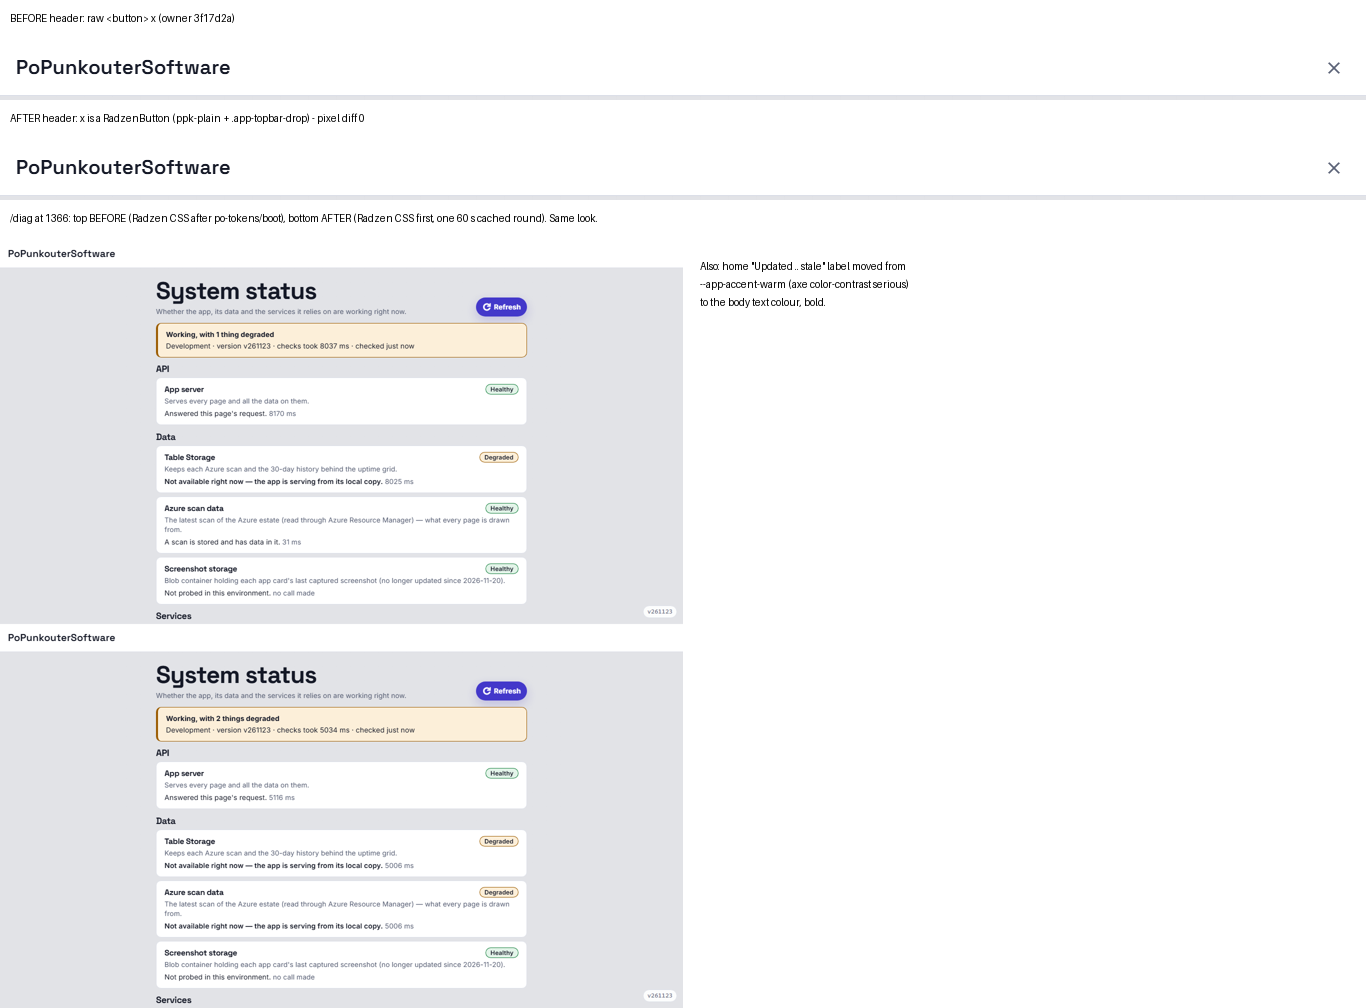 BEFORE header: raw <button> x (owner 3f17d2a)
PoPunkouterSoftware
AFTER header: x is a RadzenButton (ppk-plain + .app-topbar-drop) - pixel diff 0
PoPunkouterSoftware
/diag at 1366: top BEFORE (Radzen CSS after po-tokens/boot), bottom AFTER (Radzen CSS first, one 60 s cached round). Same look.
PoPunkouterSoftware
System status
Whether the app, its data and the services it relies on are working right now.
Refresh
Working, with 1 thing degraded
Development · version v261123 · checks took 8037 ms · checked just now
API
App server
Healthy
Serves every page and all the data on them.
Answered this page's request. 8170 ms
Data
Table Storage
Degraded
Keeps each Azure scan and the 30-day history behind the uptime grid.
Not available right now — the app is serving from its local copy. 8025 ms
Azure scan data
Healthy
The latest scan of the Azure estate (read through Azure Resource Manager) — what every page is drawn
from.
A scan is stored and has data in it. 31 ms
Screenshot storage
Healthy
Blob container holding each app card's last captured screenshot (no longer updated since 2026-11-20).
Not probed in this environment. no call made
Services
v261123
Also: home "Updated .. stale" label moved from
--app-accent-warm (axe color-contrast serious)
to the body text colour, bold.
PoPunkouterSoftware
System status
Whether the app, its data and the services it relies on are working right now.
Refresh
Working, with 2 things degraded
Development · version v261123 · checks took 5034 ms · checked just now
API
App server
Healthy
Serves every page and all the data on them.
Answered this page's request. 5116 ms
Data
Table Storage
Degraded
Keeps each Azure scan and the 30-day history behind the uptime grid.
Not available right now — the app is serving from its local copy. 5006 ms
Azure scan data
Degraded
The latest scan of the Azure estate (read through Azure Resource Manager) — what every page is drawn
from.
Not available right now — the app is serving from its local copy. 5006 ms
Screenshot storage
Healthy
Blob container holding each app card's last captured screenshot (no longer updated since 2026-11-20).
Not probed in this environment. no call made
Services
v261123